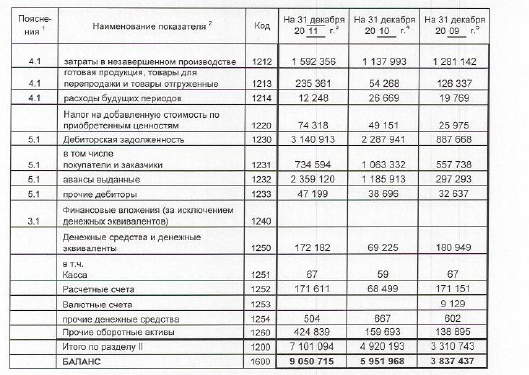 Поясне-
ния 1
Наименование показателя 2
Код
На 31 декабря
20 11 г.3
На 31 декабря
20 10 г.4
На 31 декабря
20 09 г.5
4.1 затраты в незавершенном производстве 1212 1 592 356 1 137 993 1 281 142
готовая продукция, товары для
4.1 перепродажи и товары отгруженные 1213 235 361 54 268 126 337
4.1 расходы будущих периодов 1214 12 248 26 669 19 769
Налог на добавленную стоимость по
приобретенным ценностям 1220 74 318 49 151 25 975
5.1 Дебиторская задолженность 1230 3 140 913 2 287 941 887 668
в том числе
5.1 покупатели и заказчики 1231 734 594 1 063 332 557 738
5.1 авансы выданные 1232 2 359 120 1 185 913 297 293
5.1 прочие дебиторы 1233 47 199 38 696 32 637
Финансовые вложения (за исключением
3.1 денежных эквивалентов) 1240
Денежные средства и денежные
эквиваленты 1250 172 182 69 225 180 949
в т.ч.
Касса 1251 67 59 67
Расчетные счета 1252 171 611 68 499 171 151
Валютные счета 1253 9 129
прочие денежные средства 1254 504 667 602
Прочие оборотные активы 1260 424 839 159 693 138 895
Итого по разделу II 1200 7 101 094 4 920 193 3 310 743
БАЛАНС 1600 9 050 715 5 951 968 3 837 437